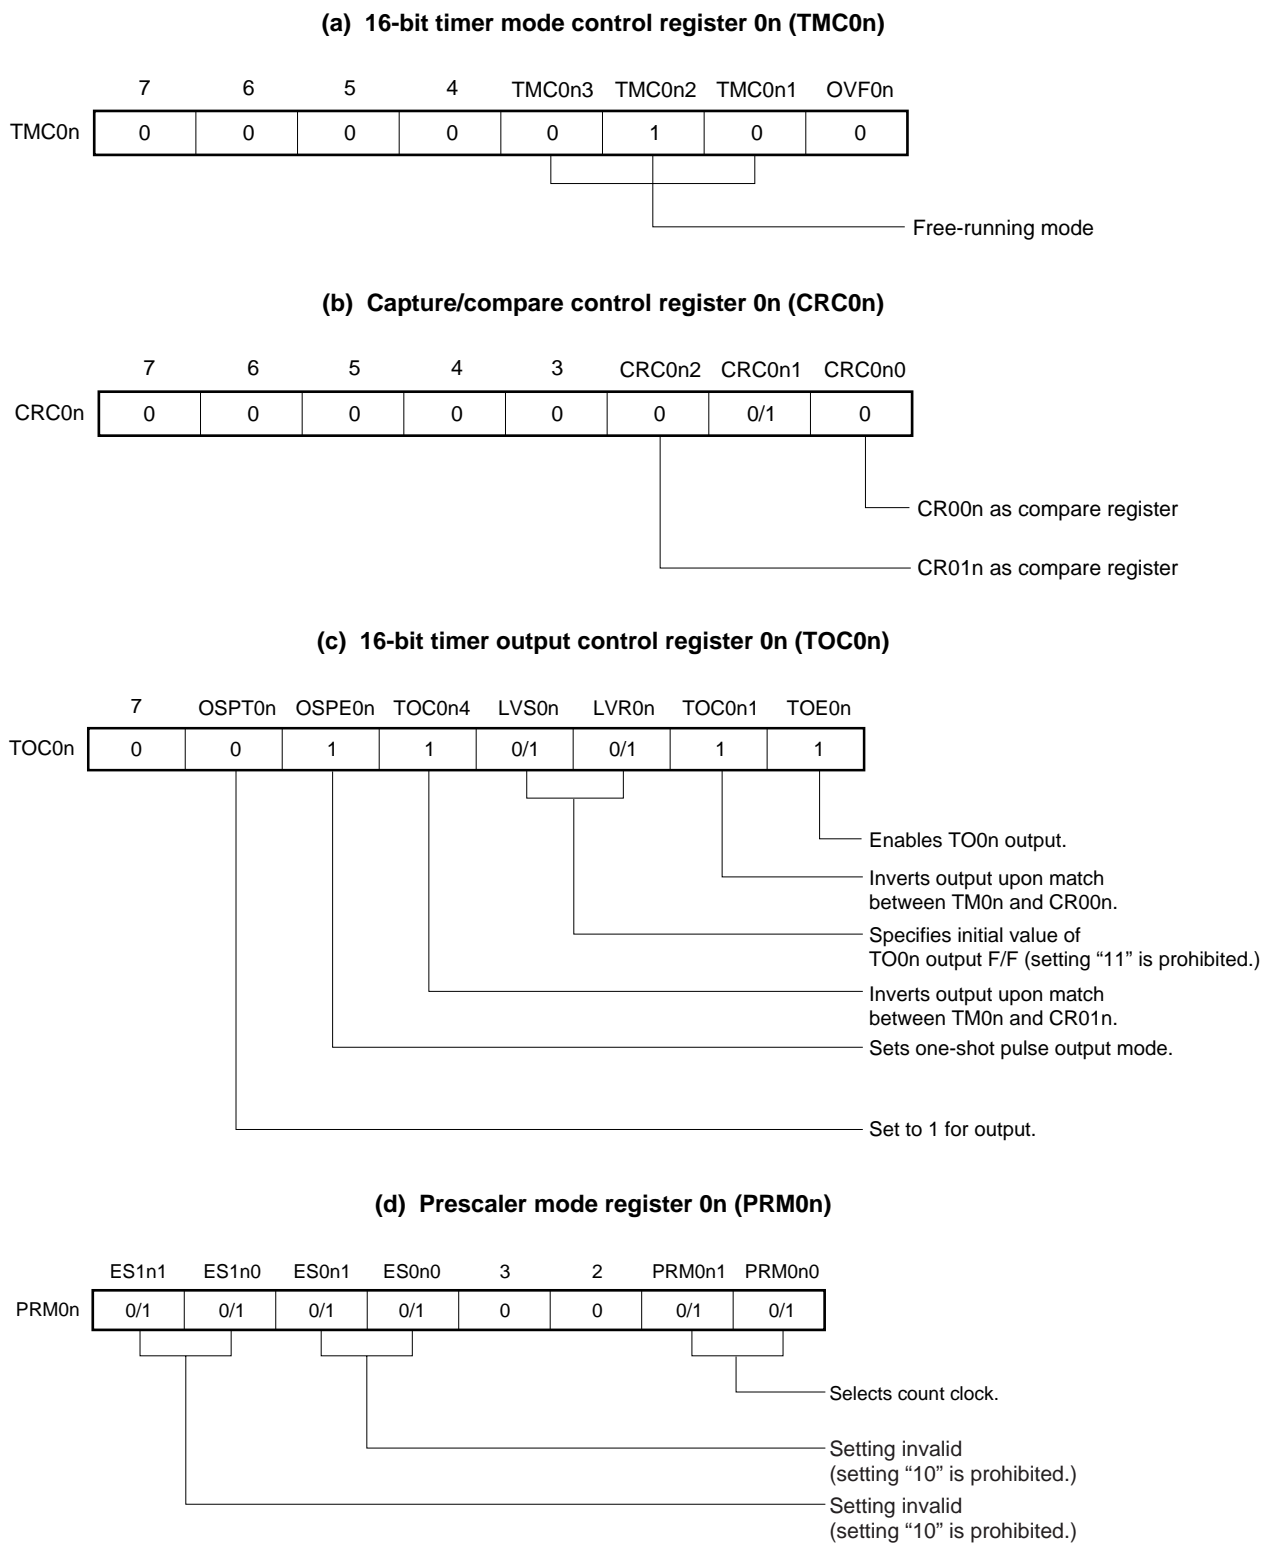 (a) 16-bit timer mode control register 0n (TMC0n)
7 6 5 4 TMC0n3 TMC0n2 TMC0n1 OVF0n
TMC0n 0 0 0 0 0 1 0 0
Free-running mode
(b) Capture/compare control register 0n (CRC0n)
7 6 5 4 3 CRC0n2 CRC0n1 CRC0n0
CRC0n 0 0 0 0 0 0 0/1 0
CR00n as compare register
CR01n as compare register
(c) 16-bit timer output control register 0n (TOC0n)
7 OSPT0n OSPE0n TOC0n4 LVS0n LVR0n TOC0n1 TOE0n
TOC0n 0 0 1 1 0/1 0/1 1 1
Enables TO0n output.
Inverts output upon match
between TM0n and CR00n.
Specifies initial value of
TO0n output F/F (setting “11” is prohibited.)
Inverts output upon match
between TM0n and CR01n.
Sets one-shot pulse output mode.
Set to 1 for output.
(d) Prescaler mode register 0n (PRM0n)
ES1n1 ES1n0 ES0n1 ES0n0 3 2 PRM0n1 PRM0n0
PRM0n 0/1 0/1 0/1 0/1 0 0 0/1 0/1
Selects count clock.
Setting invalid
(setting “10” is prohibited.)
Setting invalid
(setting “10” is prohibited.)